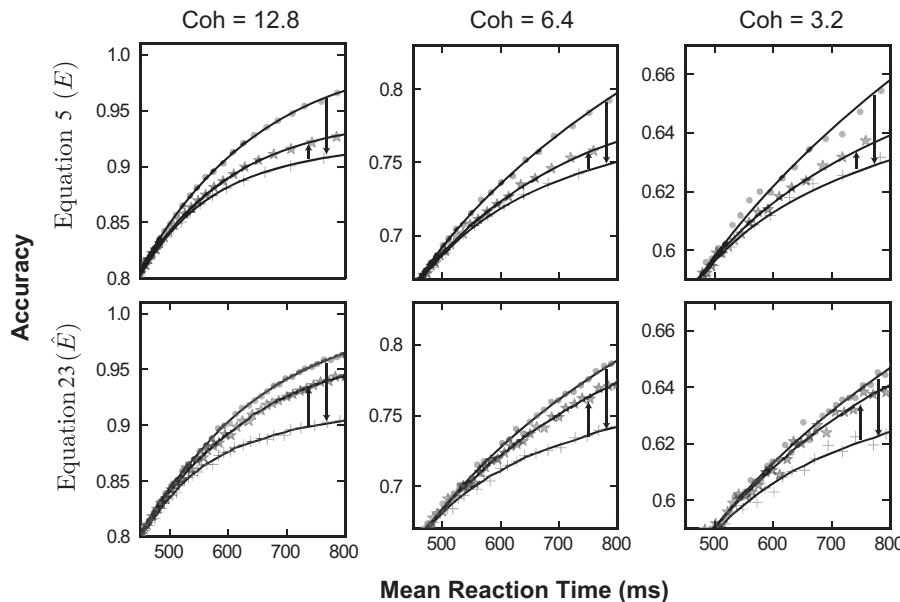 Coh = 12.8
Coh = 6.4
Coh = 3.2
Accuracy
Equation 5 (E)
1.0
0.95
0.9
0.85
0.8
0.8
0.75
0.7
0.66
0.64
0.62
0.6
Equation 23 (Ê)
1.0
0.95
0.9
0.85
0.8
0.8
0.75
0.7
0.66
0.64
0.62
0.6
500 600 700 800
500 600 700 800
500 600 700 800
Mean Reaction Time (ms)